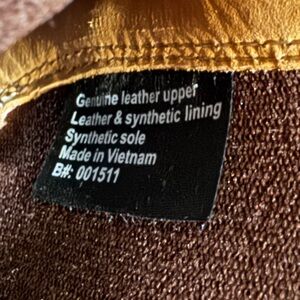 Genuine leather upper
Leather & synthetic lining
Synthetic sole
Made in Vietnam
B#: 001511